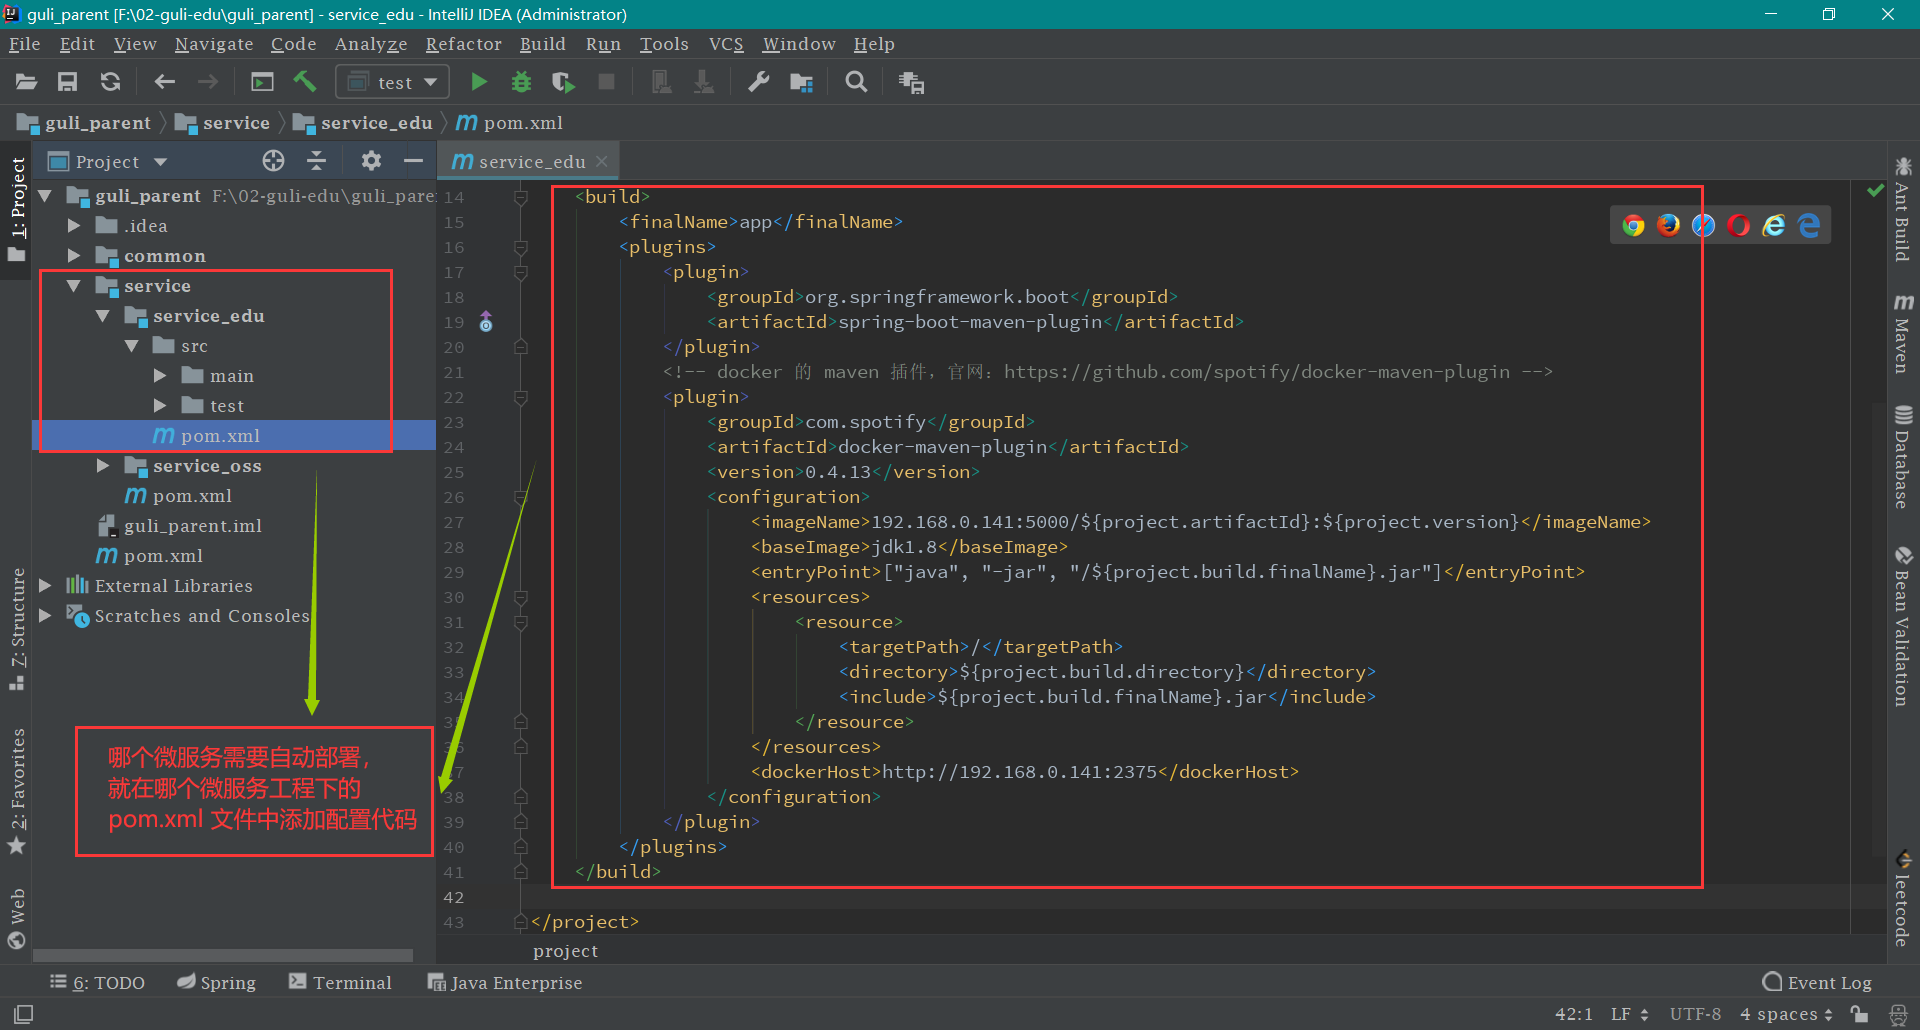 guli_parent [F:\02-guli-edu\guli_parent] - service_edu - IntelliJ IDEA (Administrator)
File Edit View Navigate Code Analyze Refactor Build Run Tools VCS Window Help
test
guli_parent service service_edu pom.xml
Project
service_edu
1: Project
guli_parent F:\02-guli-edu\guli_pare
.idea
common
service
service_edu
src
main
test
pom.xml
service_oss
pom.xml
guli_parent.iml
pom.xml
External Libraries
Scratches and Consoles
哪个微服务需要自动部署，
就在哪个微服务工程下的
pom.xml 文件中添加配置代码
7: Structure
2: Favorites
Web
14 <build>
15 <finalName>app</finalName>
16 <plugins>
17 <plugin>
18 <groupId>org.springframework.boot</groupId>
19 <artifactId>spring-boot-maven-plugin</artifactId>
20 </plugin>
21 <!-- docker 的 maven 插件，官网：https://github.com/spotify/docker-maven-plugin -->
22 <plugin>
23 <groupId>com.spotify</groupId>
24 <artifactId>docker-maven-plugin</artifactId>
25 <version>0.4.13</version>
26 <configuration>
27 <imageName>192.168.0.141:5000/${project.artifactId}:${project.version}</imageName>
28 <baseImage>jdk1.8</baseImage>
29 <entryPoint>["java", "-jar", "/${project.build.finalName}.jar"]</entryPoint>
30 <resources>
31 <resource>
32 <targetPath>/</targetPath>
33 <directory>${project.build.directory}</directory>
34 <include>${project.build.finalName}.jar</include>
35 </resource>
36 </resources>
37 <dockerHost>http://192.168.0.141:2375</dockerHost>
38 </configuration>
39 </plugin>
40 </plugins>
41 </build>
42
43 </project>
project
Ant Build
Maven
Database
Bean Validation
leetcode
6: TODO Spring Terminal Java Enterprise Event Log
42:1 LF UTF-8 4 spaces